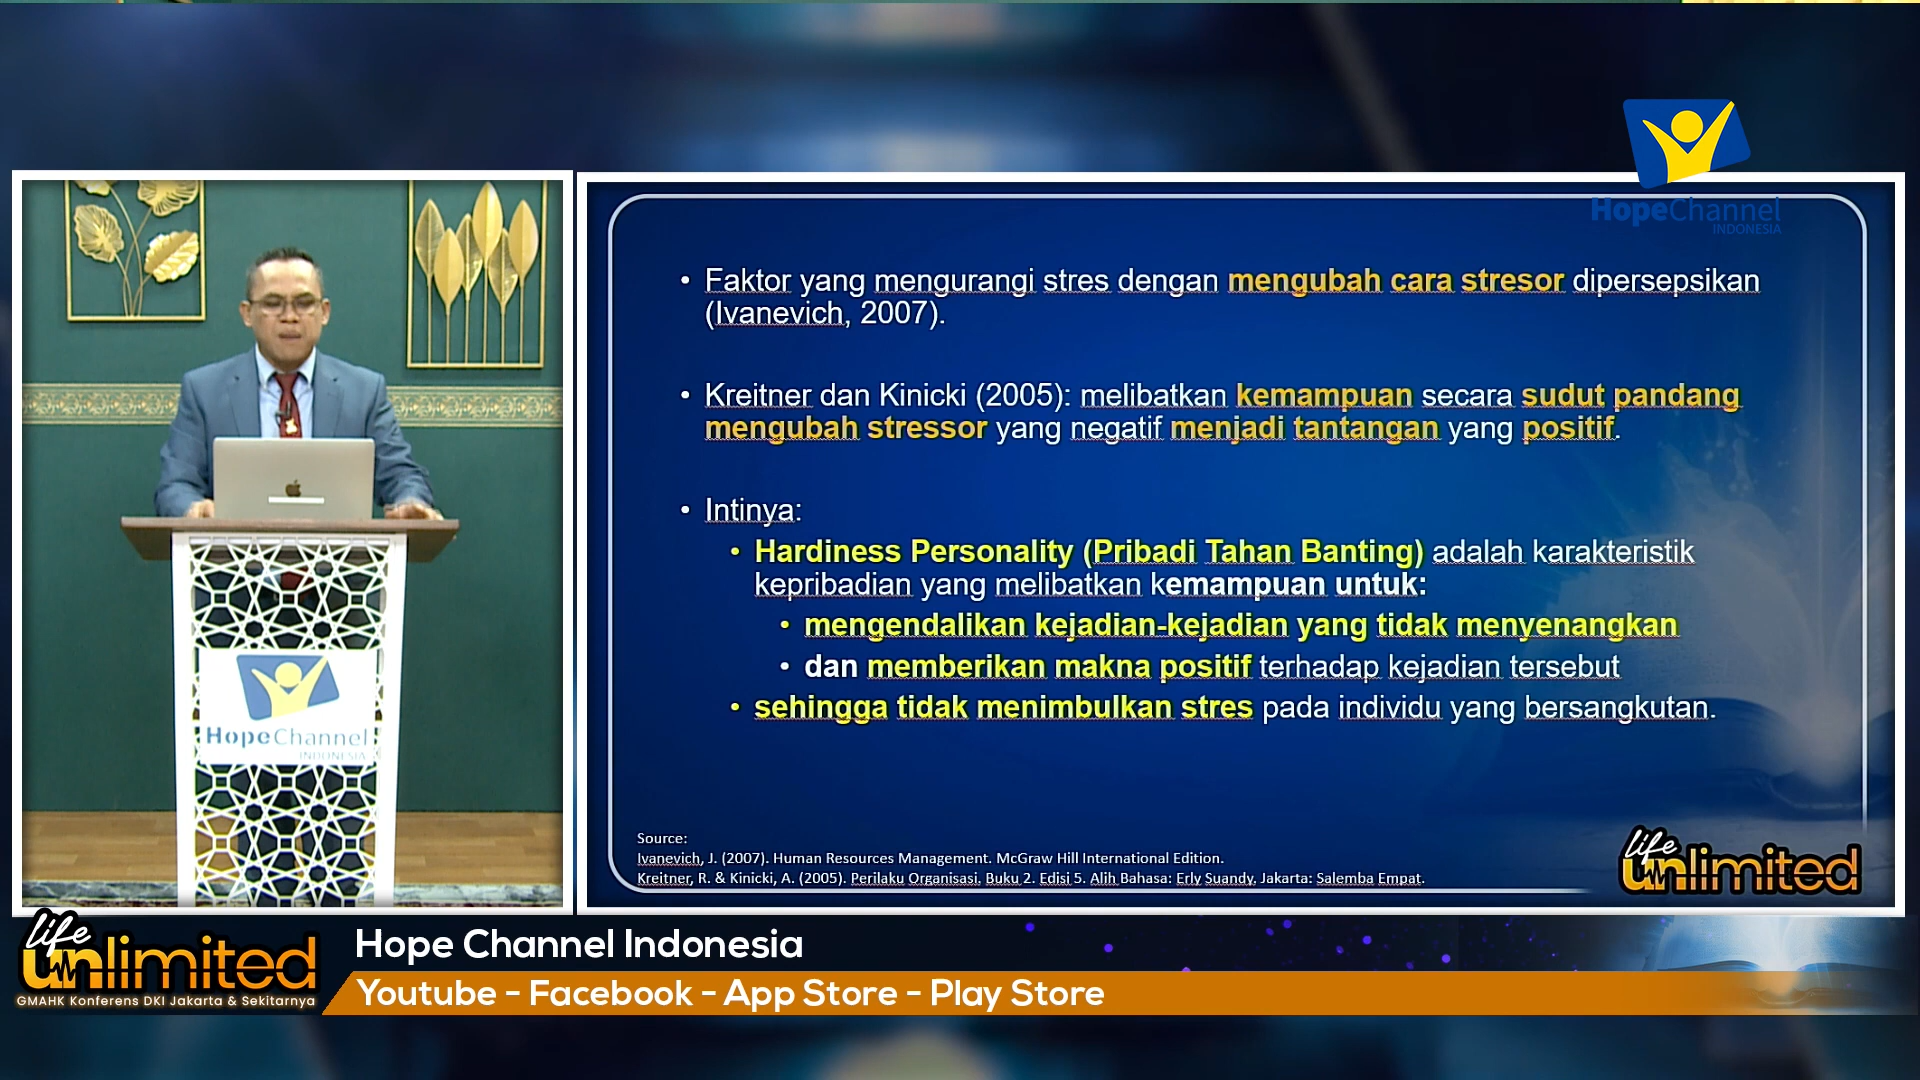 HopeChannel
INDONESIA
• Faktor yang mengurangi stres dengan mengubah cara stresor dipersepsikan
(Ivanevich, 2007).
• Kreitner dan Kinicki (2005): melibatkan kemampuan secara sudut pandang
mengubah stressor yang negatif menjadi tantangan yang positif.
• Intinya:
• Hardiness Personality (Pribadi Tahan Banting) adalah karakteristik
kepribadian yang melibatkan kemampuan untuk:
• mengendalikan kejadian-kejadian yang tidak menyenangkan
• dan memberikan makna positif terhadap kejadian tersebut
• sehingga tidak menimbulkan stres pada individu yang bersangkutan.
Source:
Ivanevich, J. (2007). Human Resources Management. McGraw Hill International Edition.
Kreitner, R. & Kinicki, A. (2005). Perilaku Organisasi. Buku 2. Edisi 5. Alih Bahasa: Erly Suandy. Jakarta: Salemba Empat.
life
unlimited
HopeChannel
INDONESIA
life
unlimited
GMAHK Konferens DKI Jakarta & Sekitarnya
Hope Channel Indonesia
Youtube - Facebook - App Store - Play Store